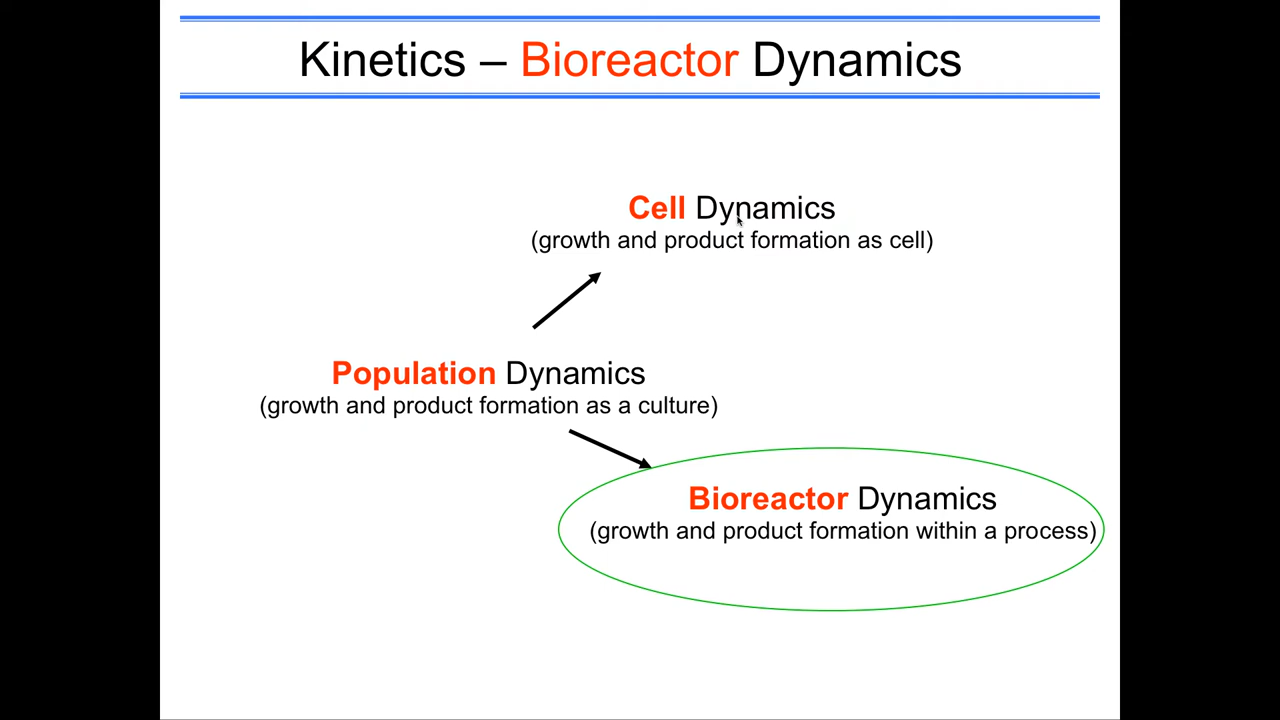 Kinetics – Bioreactor Dynamics
Cell Dynamics
(growth and product formation as cell)
Population Dynamics
(growth and product formation as a culture)
Bioreactor Dynamics
(growth and product formation within a process)